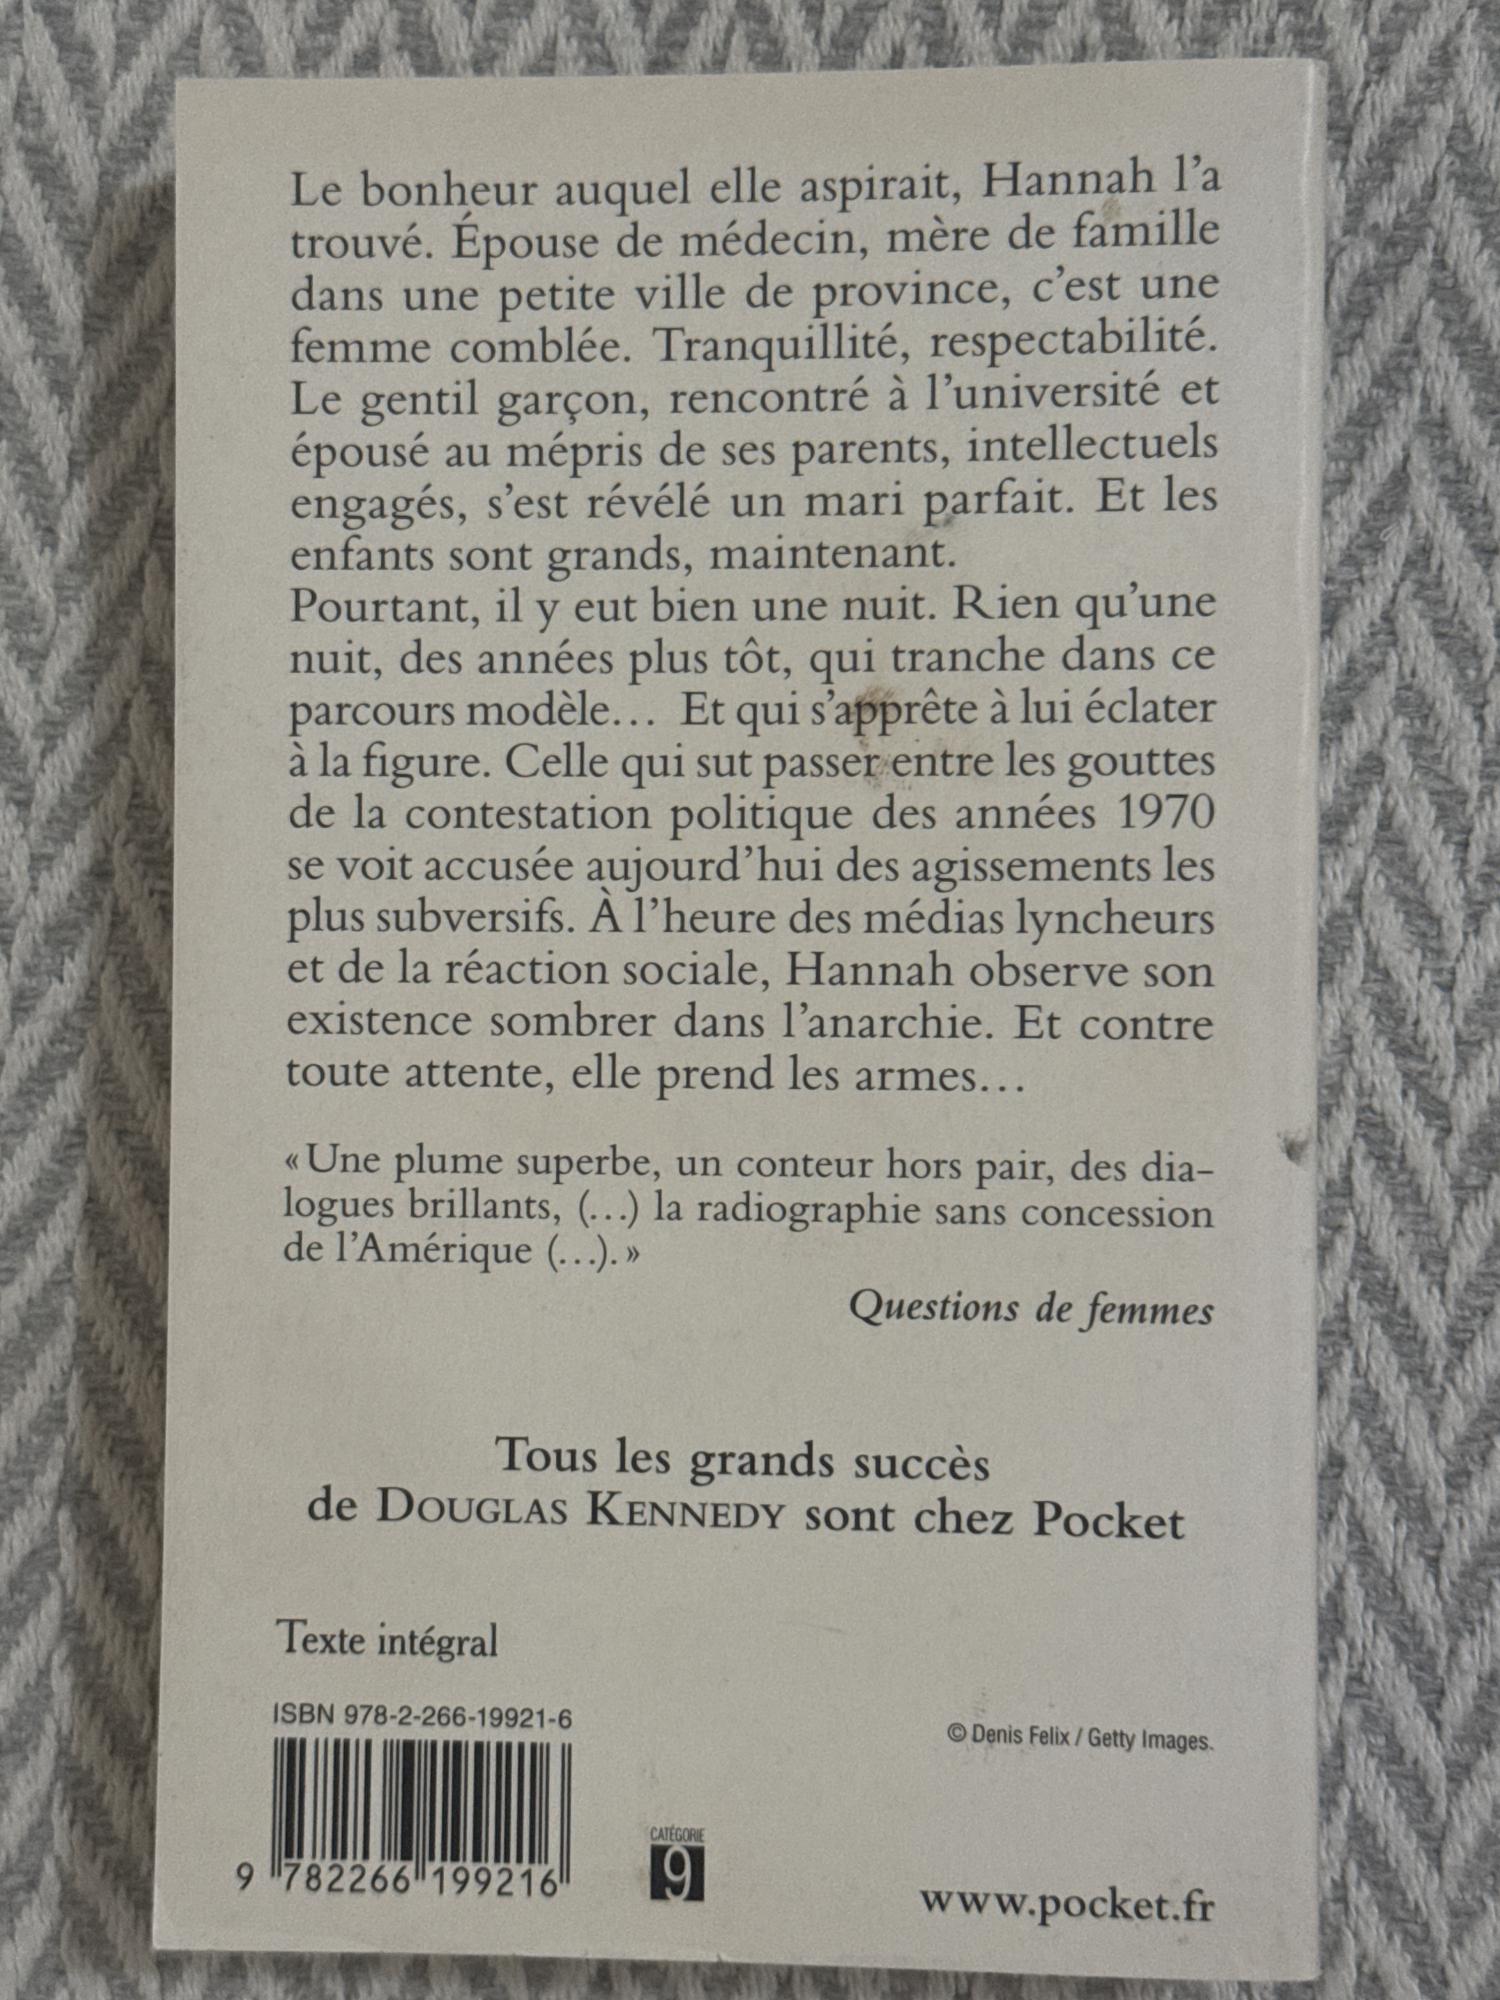 Le bonheur auquel elle aspirait, Hannah l'a
trouvé. Épouse de médecin, mère de famille
dans une petite ville de province, c'est une
femme comblée. Tranquillité, respectabilité.
Le gentil garçon, rencontré à l'université et
épousé au mépris de ses parents, intellectuels
engagés, s'est révélé un mari parfait. Et les
enfants sont grands, maintenant.
Pourtant, il y eut bien une nuit. Rien qu'une
nuit, des années plus tôt, qui tranche dans ce
parcours modèle… Et qui s'apprête à lui éclater
à la figure. Celle qui sut passer entre les gouttes
de la contestation politique des années 1970
se voit accusée aujourd'hui des agissements les
plus subversifs. À l'heure des médias lyncheurs
et de la réaction sociale, Hannah observe son
existence sombrer dans l'anarchie. Et contre
toute attente, elle prend les armes…
« Une plume superbe, un conteur hors pair, des dia-
logues brillants, (…) la radiographie sans concession
de l'Amérique (…). »
Questions de femmes
Tous les grands succès
de DOUGLAS KENNEDY sont chez Pocket
Texte intégral
ISBN 978-2-266-19921-6
© Denis Felix / Getty Images.
9 782266 199216
CATÉGORIE
9
www.pocket.fr